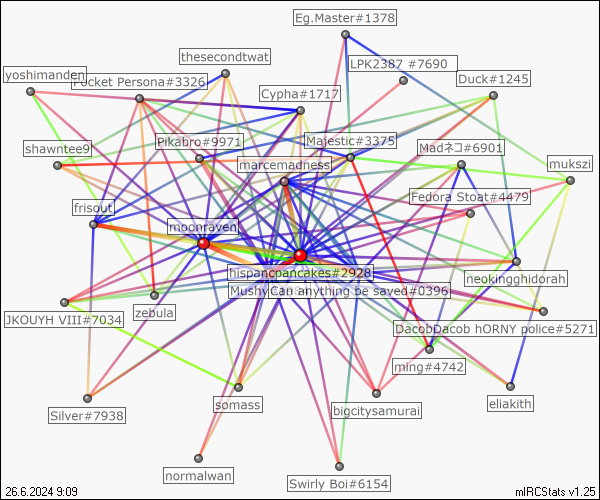 Eg.Master#1378
thesecondtwat
LPK2387 #7690
yoshimanden
Pocket Persona#3326
Duck#1245
Cypha#1717
Pikabro#9971
Majestic#3375
Madネコ#6901
shawntee9
marcemadness
mukszi
Fedora Stoat#4479
frisout
moonraven
hispanopancakes#2928
neokingghidorah
MushyCan anything be saved#0396
JKOUYH VIII#7034
zebula
DacobDacob hORNY police#5271
ming#4742
Silver#7938
somass
bigcitysamurai
eliakith
normalwan
Swirly Boi#6154
26.6.2024 9:09
mIRCStats v1.25